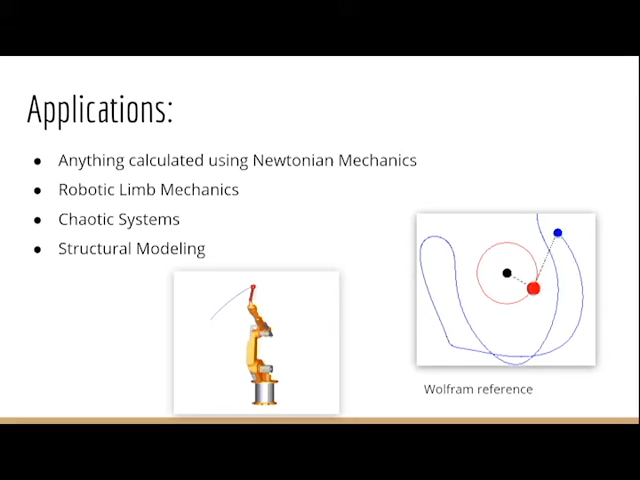 Applications:
● Anything calculated using Newtonian Mechanics
● Robotic Limb Mechanics
● Chaotic Systems
● Structural Modeling
Wolfram reference